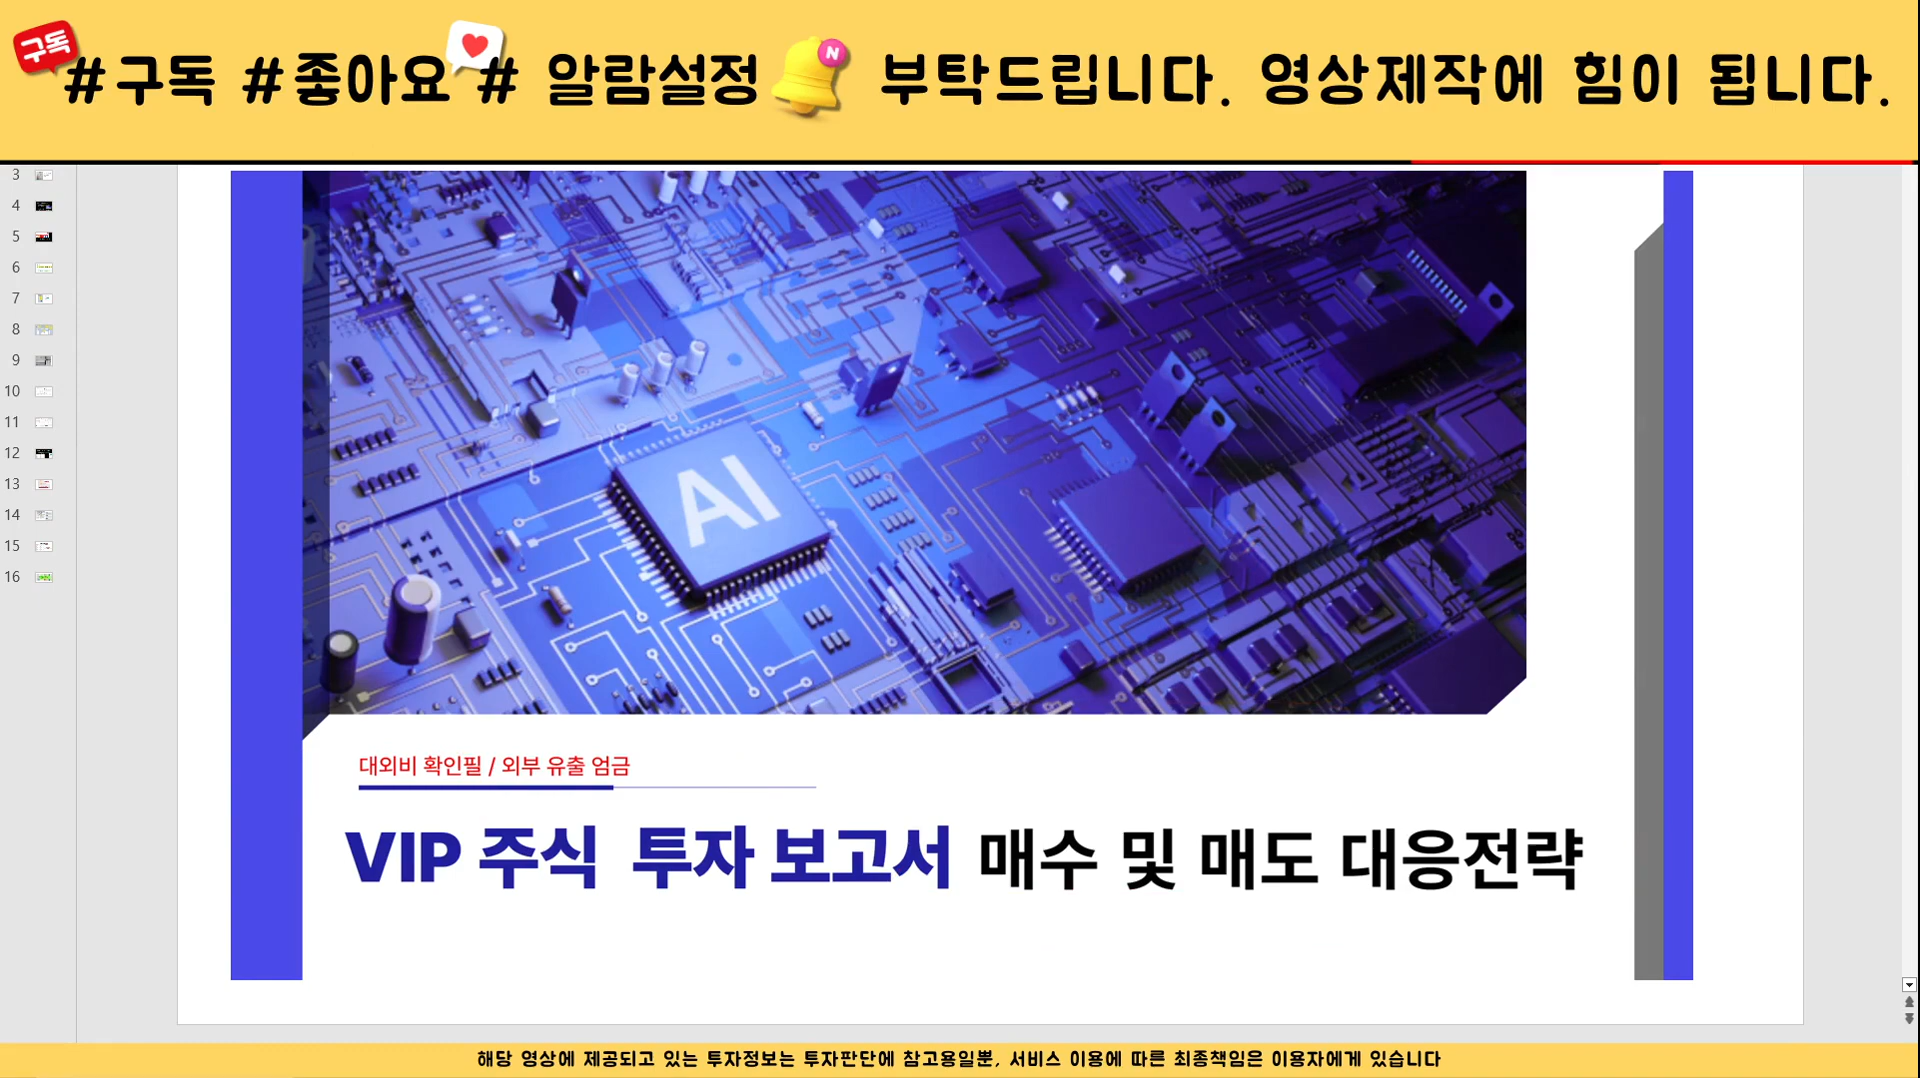 구독
#구독 #좋아요 # 알람설정 N 부탁드립니다. 영상제작에 힘이 됩니다.
3
4
5
6
7
8
9
10
11
12
13
14
15
16
AI
대외비 확인필 / 외부 유출 엄금
VIP 주식 투자 보고서 매수 및 매도 대응전략
해당 영상에 제공되고 있는 투자정보는 투자판단에 참고용일뿐, 서비스 이용에 따른 최종책임은 이용자에게 있습니다